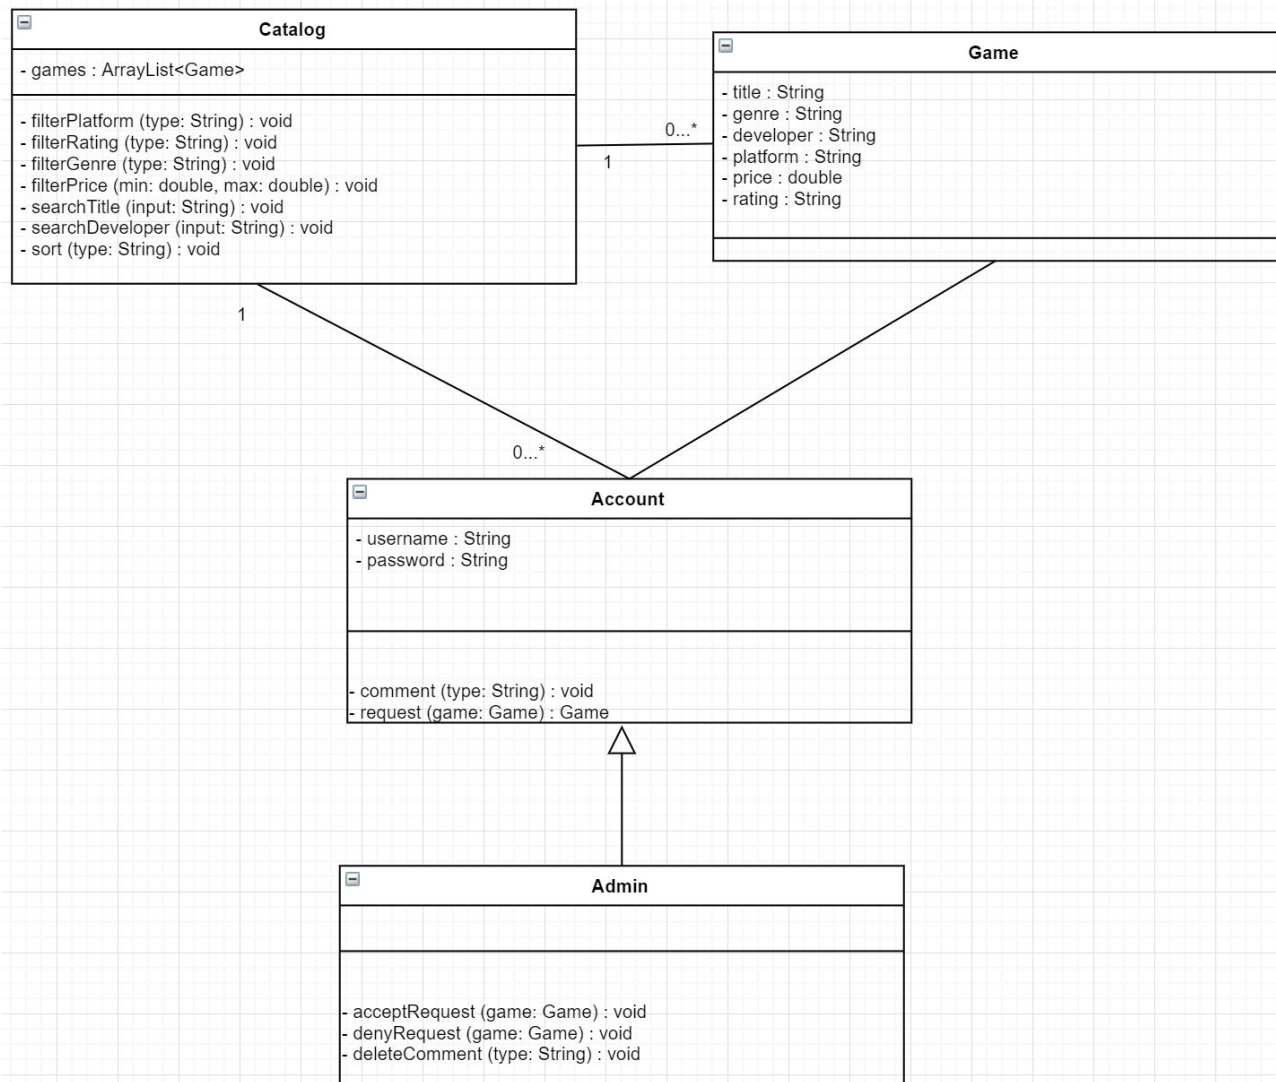 Catalog
- games : ArrayList<Game>
- filterPlatform (type: String) : void
- filterRating (type: String) : void
- filterGenre (type: String) : void
- filterPrice (min: double, max: double) : void
- searchTitle (input: String) : void
- searchDeveloper (input: String) : void
- sort (type: String) : void
Game
- title : String
- genre : String
- developer : String
- platform : String
- price : double
- rating : String
0...*
1
1
0...*
Account
- username : String
- password : String
- comment (type: String) : void
- request (game: Game) : Game
Admin
- acceptRequest (game: Game) : void
- denyRequest (game: Game) : void
- deleteComment (type: String) : void